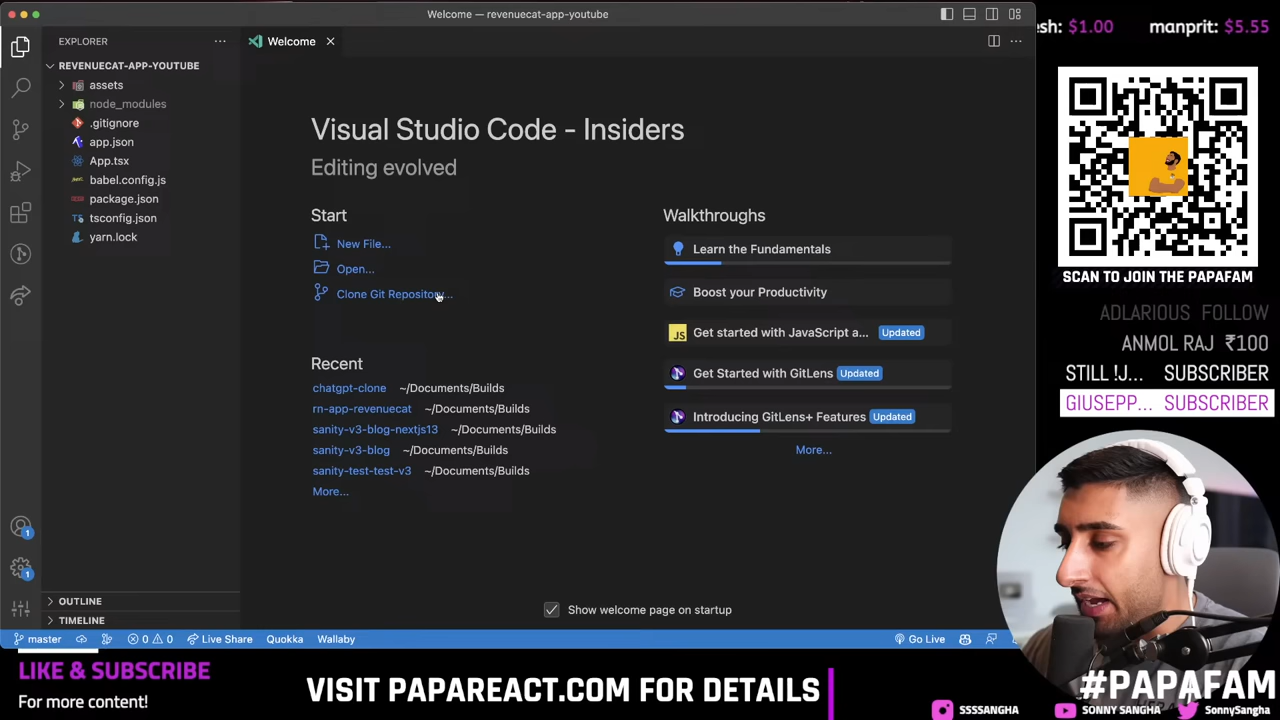 Welcome — revenuecat-app-youtube
EXPLORER
Welcome
REVENUECAT-APP-YOUTUBE
assets
node_modules
.gitignore
app.json
App.tsx
babel.config.js
package.json
tsconfig.json
yarn.lock
OUTLINE
TIMELINE
Visual Studio Code - Insiders
Editing evolved
Start
New File...
Open...
Clone Git Repository...
Recent
chatgpt-clone ~/Documents/Builds
rn-app-revenuecat ~/Documents/Builds
sanity-v3-blog-nextjs13 ~/Documents/Builds
sanity-v3-blog ~/Documents/Builds
sanity-test-test-v3 ~/Documents/Builds
More...
Walkthroughs
Learn the Fundamentals
Boost your Productivity
JS Get started with JavaScript a... Updated
Get Started with GitLens Updated
Introducing GitLens+ Features Updated
More...
Show welcome page on startup
1
1
master 0 0 Live Share Quokka Wallaby Go Live
esh: $1.00 manprit: $5.55
SCAN TO JOIN THE PAPAFAM
ADLARIOUS FOLLOW
ANMOL RAJ ₹100
STILL !J... SUBSCRIBER
GIUSEPP... SUBSCRIBER
LIKE & SUBSCRIBE
For more content!
VISIT PAPAREACT.COM FOR DETAILS
#PAPAFAM
SSSSANGHA SONNY SANGHA SonnySangha